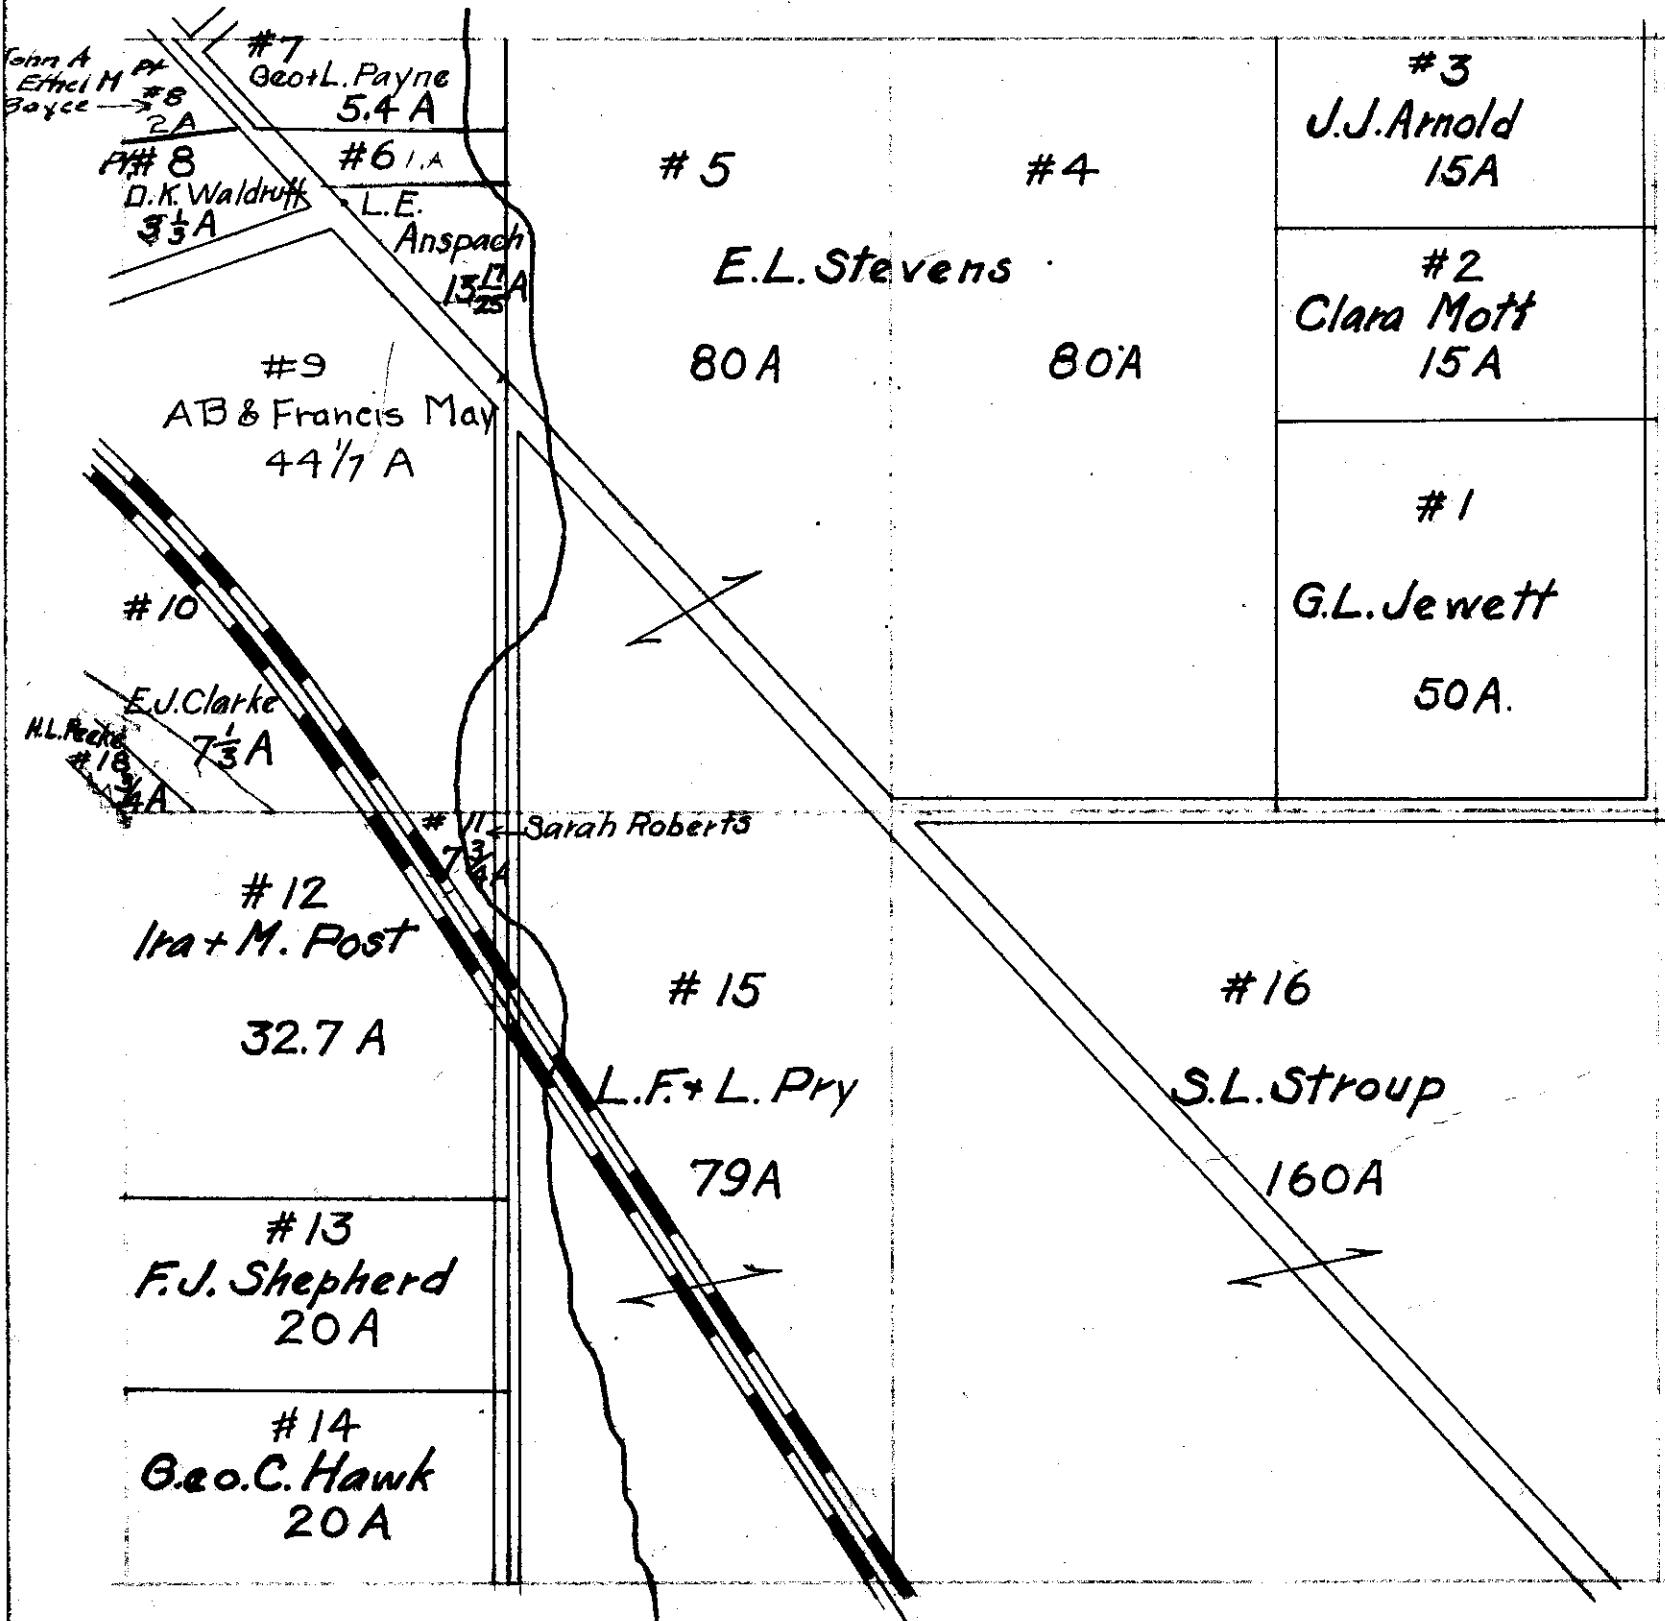 #7
Geo+L. Payne
5.4 A
John A
Ethel M
Boyce
Pt
#8
2A
Pt#8
D.K. Waldruff
3 1/3 A
#6 1.A
L.E.
Anspach
13 17/25 A
#5
#4
E.L. Stevens
80 A
80 A
#3
J.J. Arnold
15A
#2
Clara Mott
15A
#1
G.L. Jewett
50A.
#9
AB & Francis May
44 1/7 A
#10
E.J. Clarke
7 1/3 A
H.L. Peake
#18
3/4 A
#11
Sarah Roberts
7 3/4 A
#12
Ira + M. Post
32.7 A
#15
L.F. + L. Pry
79A
#16
S.L. Stroup
160A
#13
F.J. Shepherd
20A
#14
Geo. C. Hawk
20A